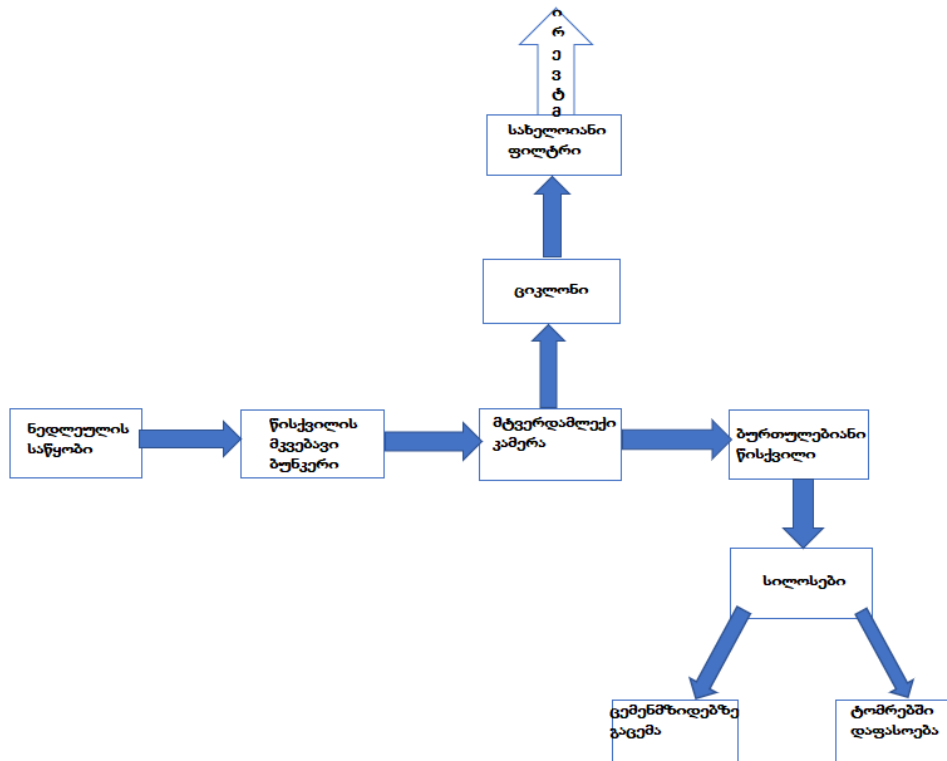 ი
რ
ე
ვ
ტ
მ
სახელოიანი
ფილტრი
ციკლონი
ნედლეულის
საწყობი
წისქვილის
მკვებავი
ბუნკერი
მტვერდამლექი
კამერა
ბურთულებიანი
წისქვილი
სილოსები
ცემენმზიდებზე
გაცემა
ტომრებში
დაფასოება